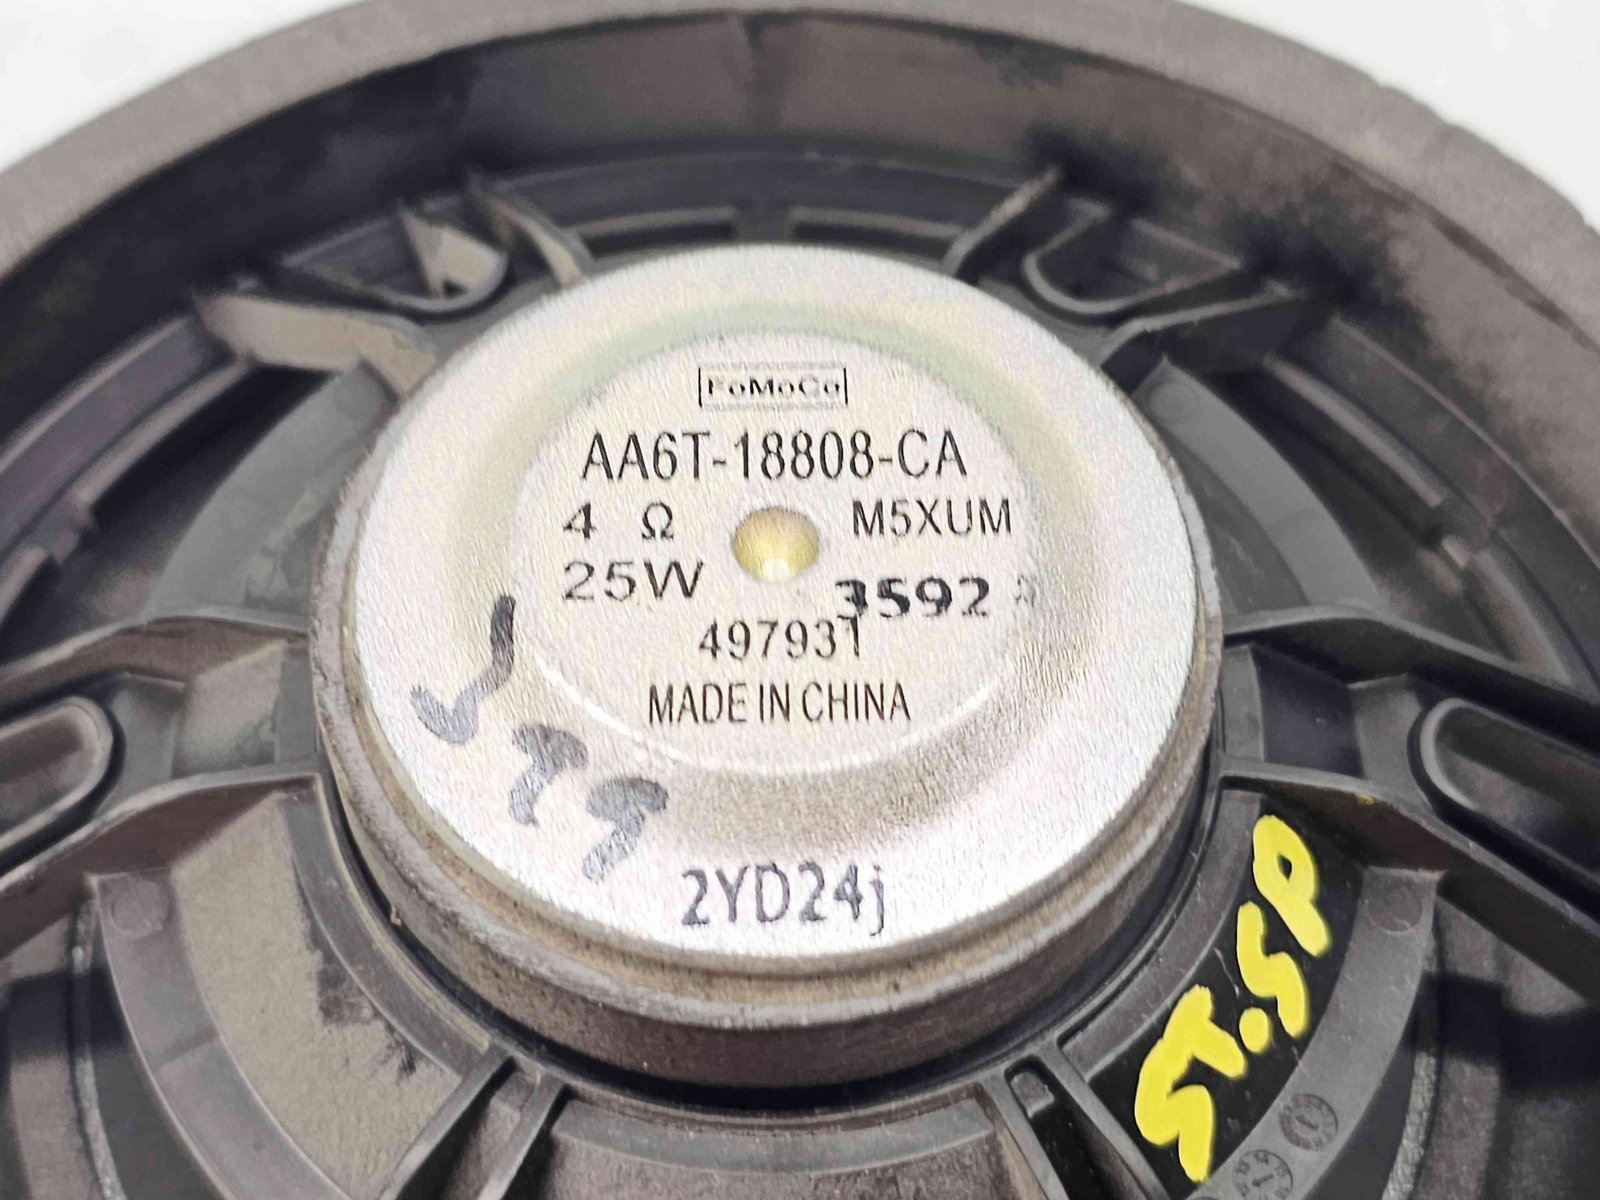 FoMoCo
AA6T-18808-CA
4 Ω M5XUM
25W 3592
497931
MADE IN CHINA
2YD24j
ST.SP